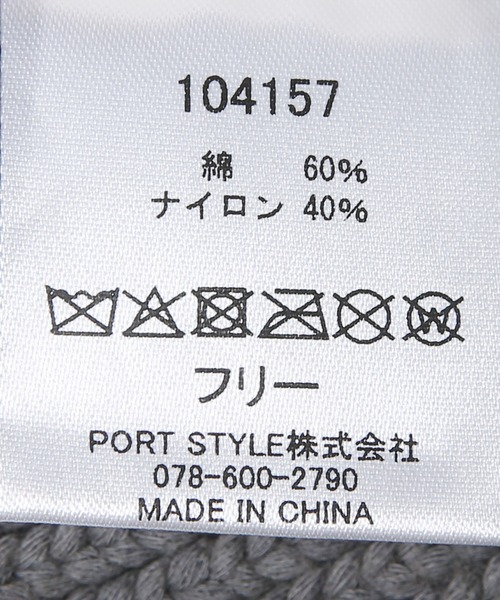 104157
綿 60%
ナイロン 40%
W
フリー
PORT STYLE株式会社
078-600-2790
MADE IN CHINA